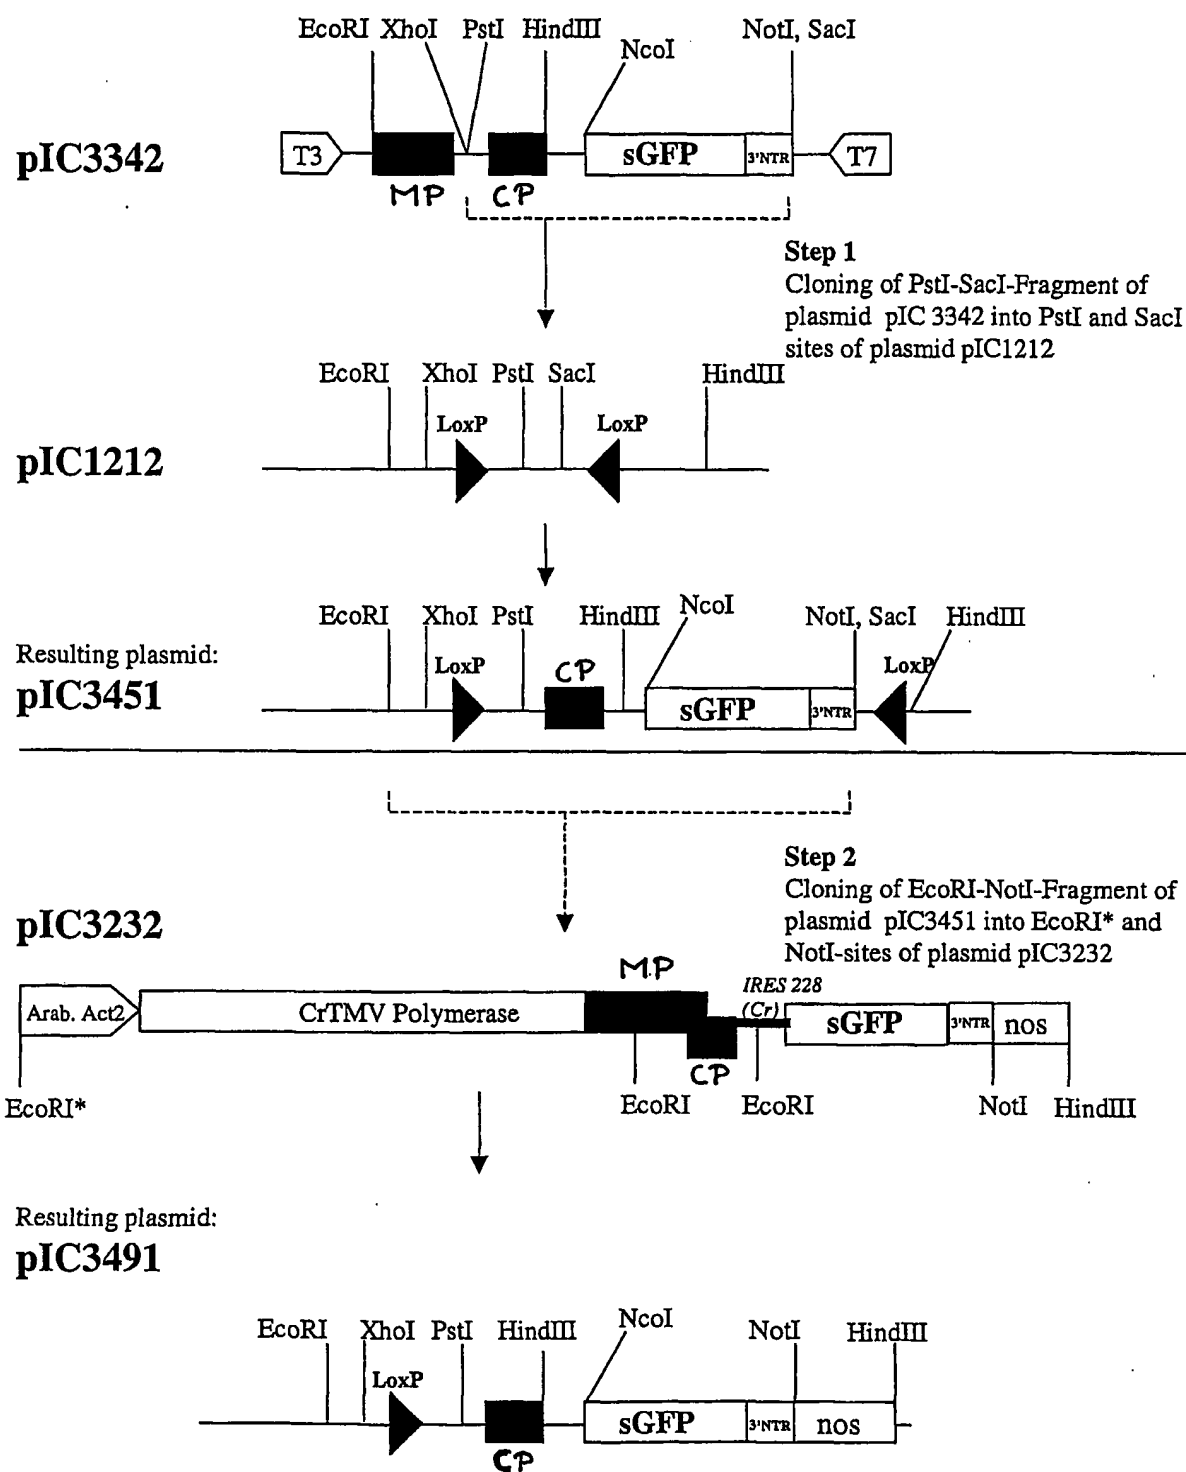 EcoRI XhoI PstI HindIII NotI, SacI
NcoI
pIC3342
T3 sGFP 3'NTR T7
MP CP
Step 1
Cloning of PstI-SacI-Fragment of
plasmid pIC 3342 into PstI and SacI
sites of plasmid pIC1212
EcoRI XhoI PstI SacI HindIII
LoxP LoxP
pIC1212
EcoRI XhoI PstI HindIII NcoI NotI, SacI HindIII
Resulting plasmid:
LoxP CP LoxP
pIC3451
sGFP 3'NTR
Step 2
Cloning of EcoRI-NotI-Fragment of
plasmid pIC3451 into EcoRI* and
NotI-sites of plasmid pIC3232
pIC3232
MP
IRES 228
(Cr)
Arab. Act2 CrTMV Polymerase sGFP 3'NTR nos
CP
EcoRI* EcoRI EcoRI NotI HindIII
Resulting plasmid:
pIC3491
NcoI
EcoRI XhoI PstI HindIII NotI HindIII
LoxP
sGFP 3'NTR nos
CP